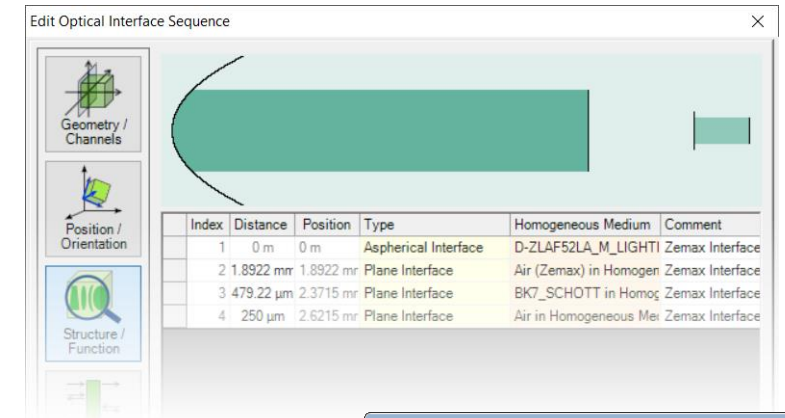 Edit Optical Interface Sequence
Geometry /
Channels
Position /
Orientation
Structure /
Function
Index Distance Position Type Homogeneous Medium Comment
1 0 m 0 m Aspherical Interface D-ZLAF52LA_M_LIGHTI Zemax Interface
2 1.8922 mm 1.8922 mr Plane Interface Air (Zemax) in Homogen Zemax Interface
3 479.22 µm 2.3715 mr Plane Interface BK7_SCHOTT in Homog Zemax Interface
4 250 µm 2.6215 mr Plane Interface Air in Homogeneous Med Zemax Interface